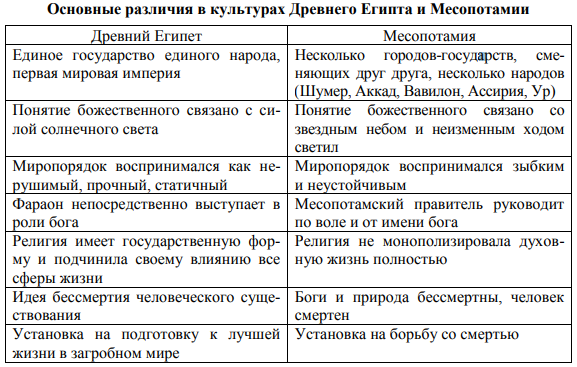 Основные различия в культурах Древнего Египта и Месопотамии
Древний Египет
Месопотамия
Единое государство единого народа,
первая мировая империя
Несколько городов-государств, сме-
няющих друг друга, несколько народов
(Шумер, Аккад, Вавилон, Ассирия, Ур)
Понятие божественного связано с си-
лой солнечного света
Понятие божественного связано со
звездным небом и неизменным ходом
светил
Миропорядок воспринимался как не-
рушимый, прочный, статичный
Миропорядок воспринимался зыбким
и неустойчивым
Фараон непосредственно выступает в
роли бога
Месопотамский правитель руководит
по воле и от имени бога
Религия имеет государственную фор-
му и подчинила своему влиянию все
сферы жизни
Религия не монополизировала духов-
ную жизнь полностью
Идея бессмертия человеческого суще-
ствования
Боги и природа бессмертны, человек
смертен
Установка на подготовку к лучшей
жизни в загробном мире
Установка на борьбу со смертью